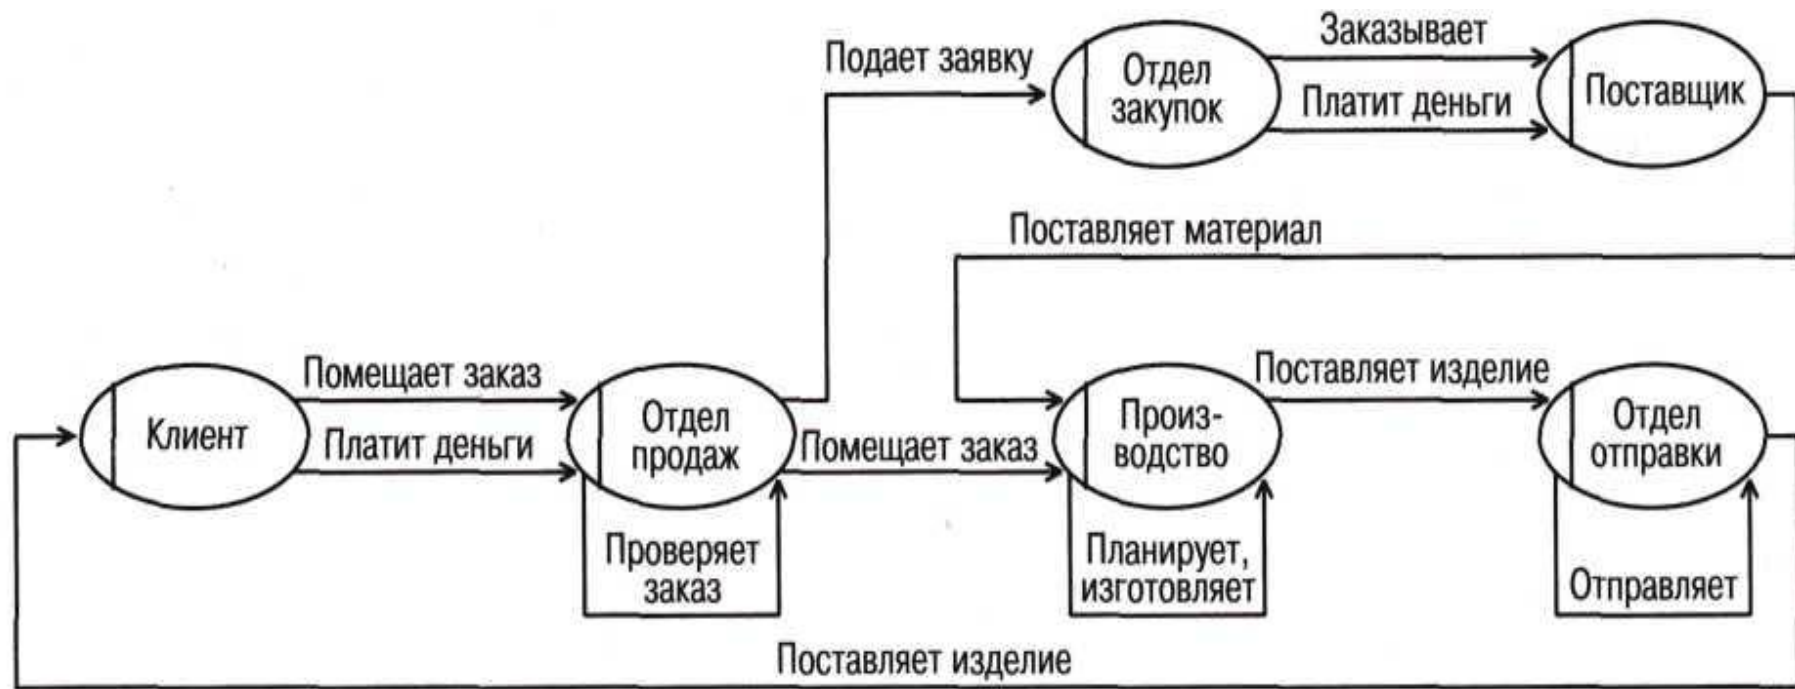 Заказывает
Подает заявку
Отдел
закупок
Платит деньги
Поставщик
Поставляет материал
Помещает заказ
Поставляет изделие
Клиент
Платит деньги
Отдел
продаж
Помещает заказ
Произ-
водство
Отдел
отправки
Проверяет
заказ
Планирует,
изготовляет
Отправляет
Поставляет изделие